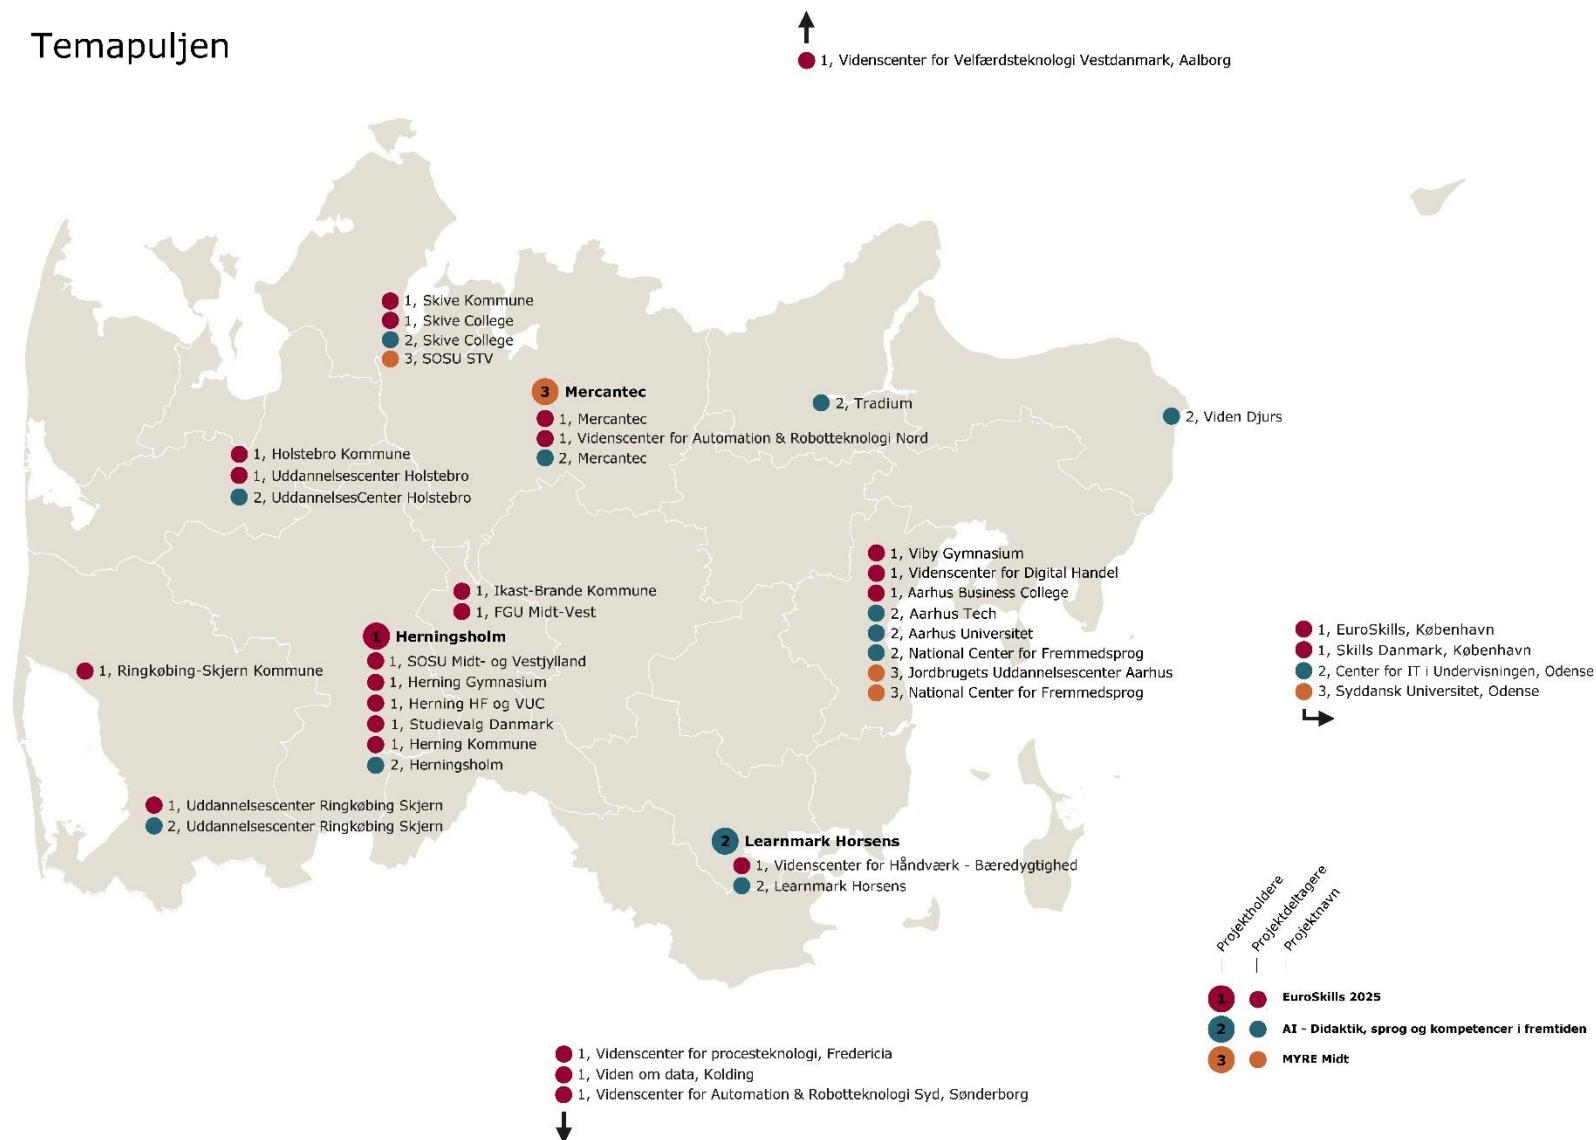 Temapuljen
1, Videnscenter for Velfærdsteknologi Vestdanmark, Aalborg
1, Skive Kommune
1, Skive College
2, Skive College
3, SOSU STV
3 Mercantec
1, Mercantec
1, Videnscenter for Automation & Robotteknologi Nord
2, Mercantec
2, Tradium
2, Viden Djurs
1, Holstebro Kommune
1, Uddannelsescenter Holstebro
2, UddannelsesCenter Holstebro
1, Viby Gymnasium
1, Videnscenter for Digital Handel
1, Aarhus Business College
2, Aarhus Tech
2, Aarhus Universitet
2, National Center for Fremmedsprog
3, Jordbrugets Uddannelsescenter Aarhus
3, National Center for Fremmedsprog
1, Ikast-Brande Kommune
1, FGU Midt-Vest
1 Herningsholm
1, SOSU Midt- og Vestjylland
1, Herning Gymnasium
1, Herning HF og VUC
1, Studievalg Danmark
1, Herning Kommune
2, Herningsholm
1, Ringkøbing-Skjern Kommune
1, EuroSkills, København
1, Skills Danmark, København
2, Center for IT i Undervisningen, Odense
3, Syddansk Universitet, Odense
1, Uddannelsescenter Ringkøbing Skjern
2, Uddannelsescenter Ringkøbing Skjern
2 Learnmark Horsens
1, Videnscenter for Håndværk - Bæredygtighed
2, Learnmark Horsens
Projektholdere
Projektdeltagere
Projektnavn
1 EuroSkills 2025
2 AI - Didaktik, sprog og kompetencer i fremtiden
3 MYRE Midt
1, Videnscenter for procesteknologi, Fredericia
1, Viden om data, Kolding
1, Videnscenter for Automation & Robotteknologi Syd, Sønderborg